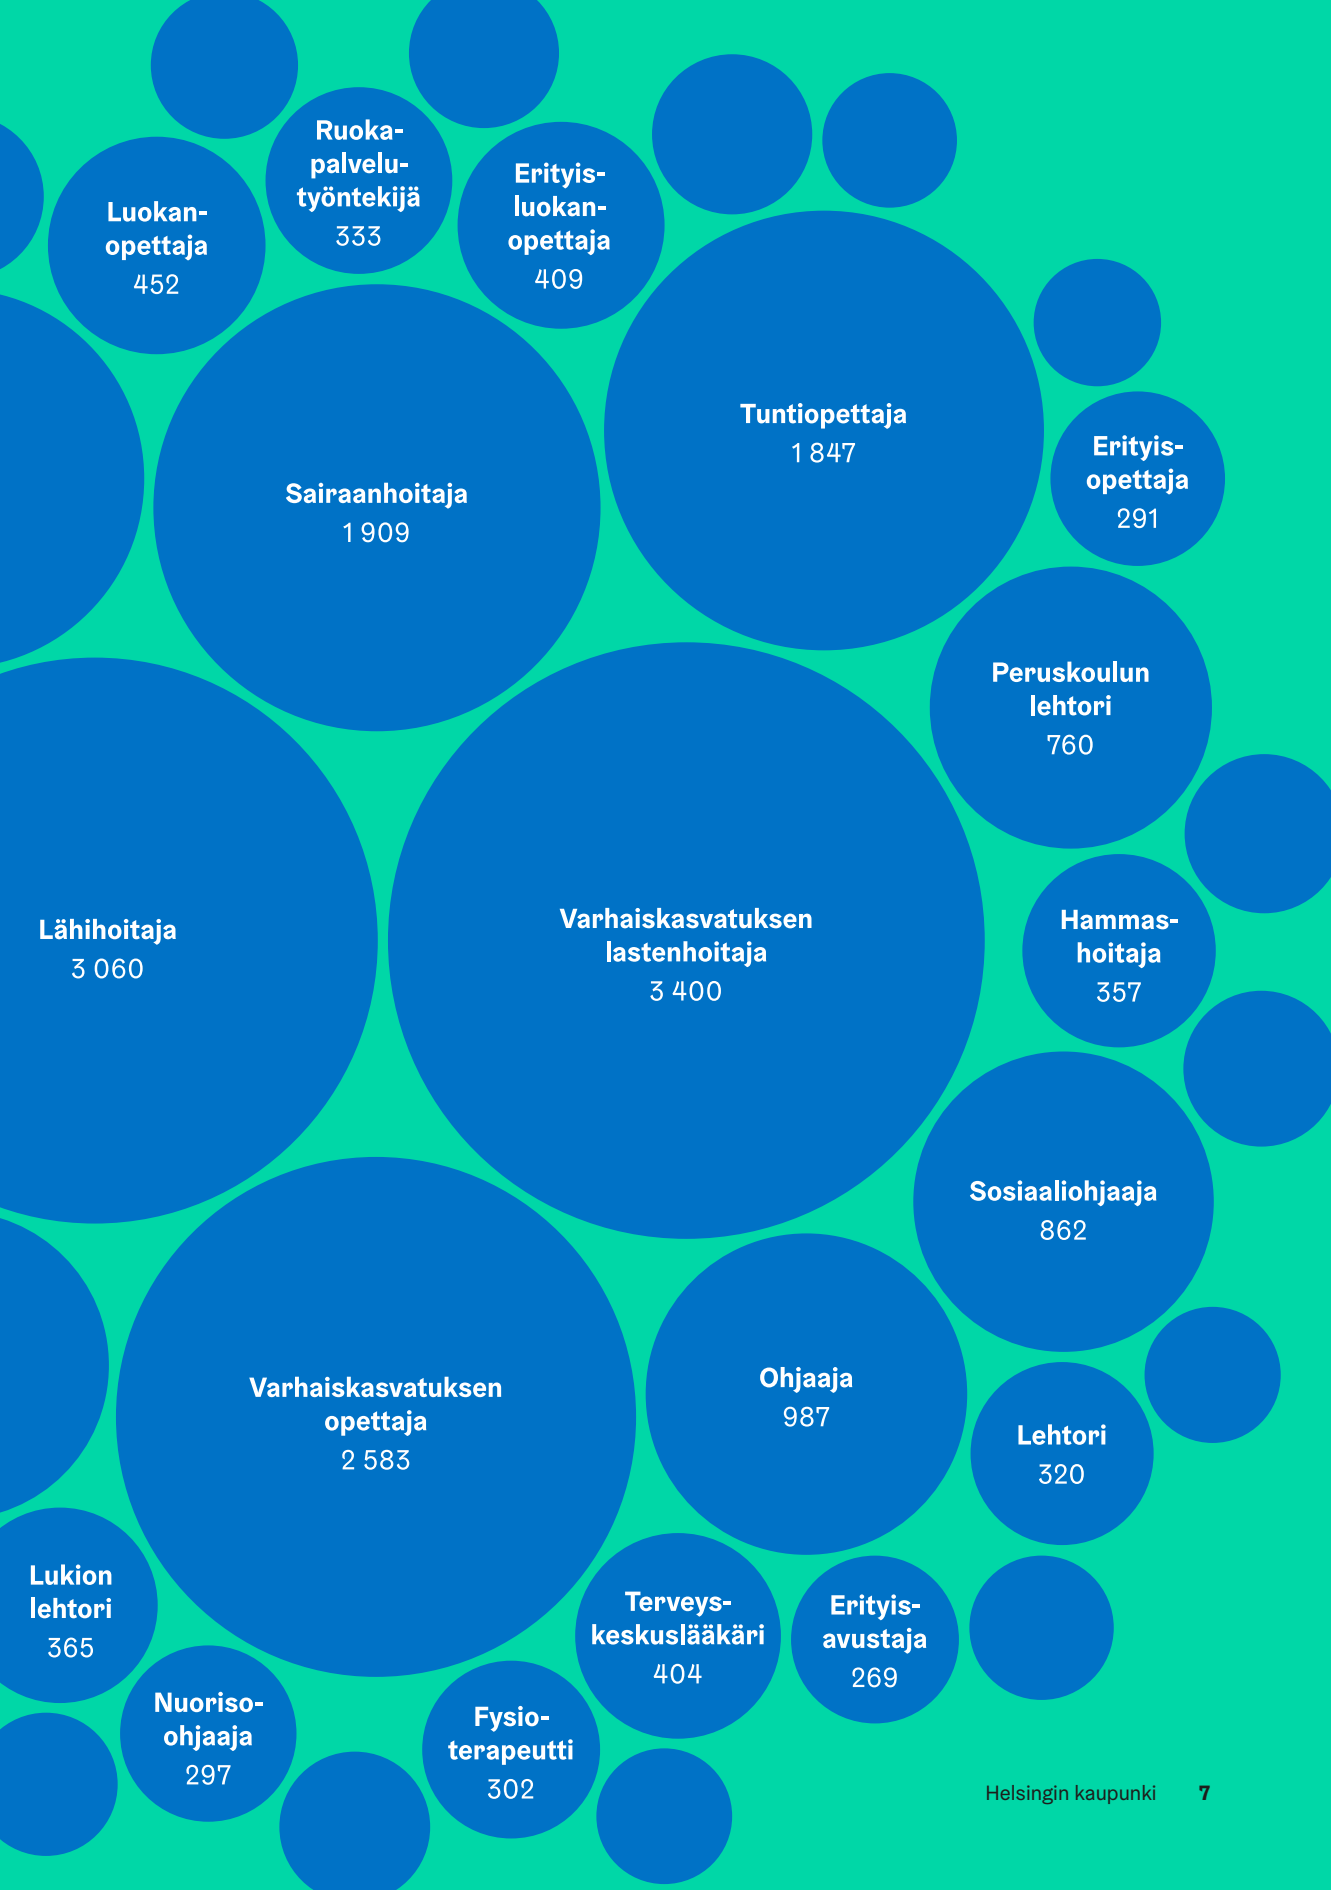 Ruoka-
palvelu-
työntekijä
333
Erityis-
luokan-
opettaja
409
Luokan-
opettaja
452
Tuntiopettaja
1 847
Erityis-
opettaja
291
Sairaanhoitaja
1 909
Peruskoulun
lehtori
760
Lähihoitaja
3 060
Varhaiskasvatuksen
lastenhoitaja
3 400
Hammas-
hoitaja
357
Sosiaaliohjaaja
862
Varhaiskasvatuksen
opettaja
2 583
Ohjaaja
987
Lehtori
320
Lukion
lehtori
365
Terveys-
keskuslääkäri
404
Erityis-
avustaja
269
Nuoriso-
ohjaaja
297
Fysio-
terapeutti
302
Helsingin kaupunki 7